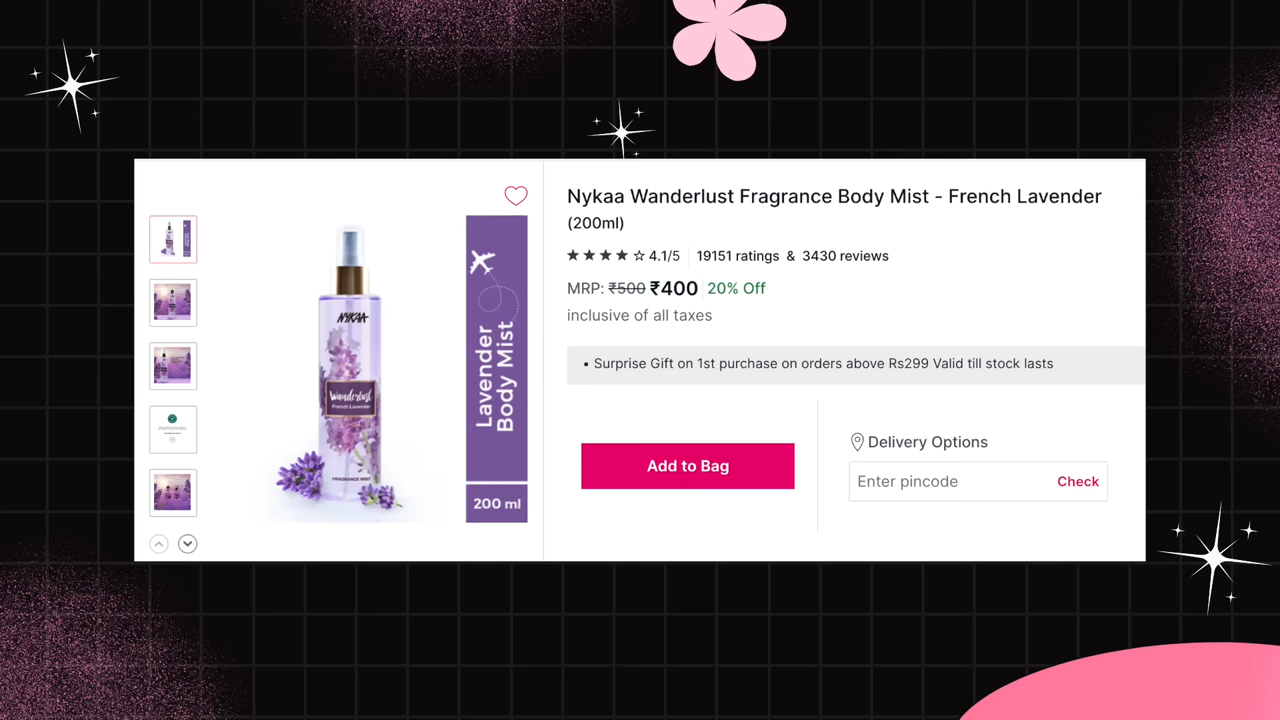 Nykaa Wanderlust Fragrance Body Mist - French Lavender
(200ml)
4.1/5 19151 ratings & 3430 reviews
MRP: ₹500 ₹400 20% Off
inclusive of all taxes
• Surprise Gift on 1st purchase on orders above Rs299 Valid till stock lasts
Add to Bag
Delivery Options
Enter pincode Check
NYKAA
Wanderlust
French Lavender
FRAGRANCE MIST
Lavender
Body Mist
200 ml